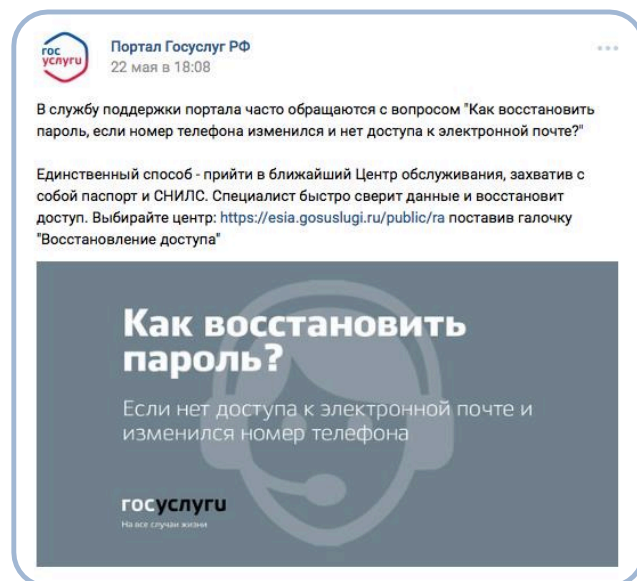 гос
услуги
Портал Госуслуг РФ
22 мая в 18:08
В службу поддержки портала часто обращаются с вопросом "Как восстановить
пароль, если номер телефона изменился и нет доступа к электронной почте?"
Единственный способ - прийти в ближайший Центр обслуживания, захватив с
собой паспорт и СНИЛС. Специалист быстро сверит данные и восстановит
доступ. Выбирайте центр: https://esia.gosuslugi.ru/public/ra поставив галочку
"Восстановление доступа"
Как восстановить
пароль?
Если нет доступа к электронной почте и
изменился номер телефона
госуслуги
На все случаи жизни